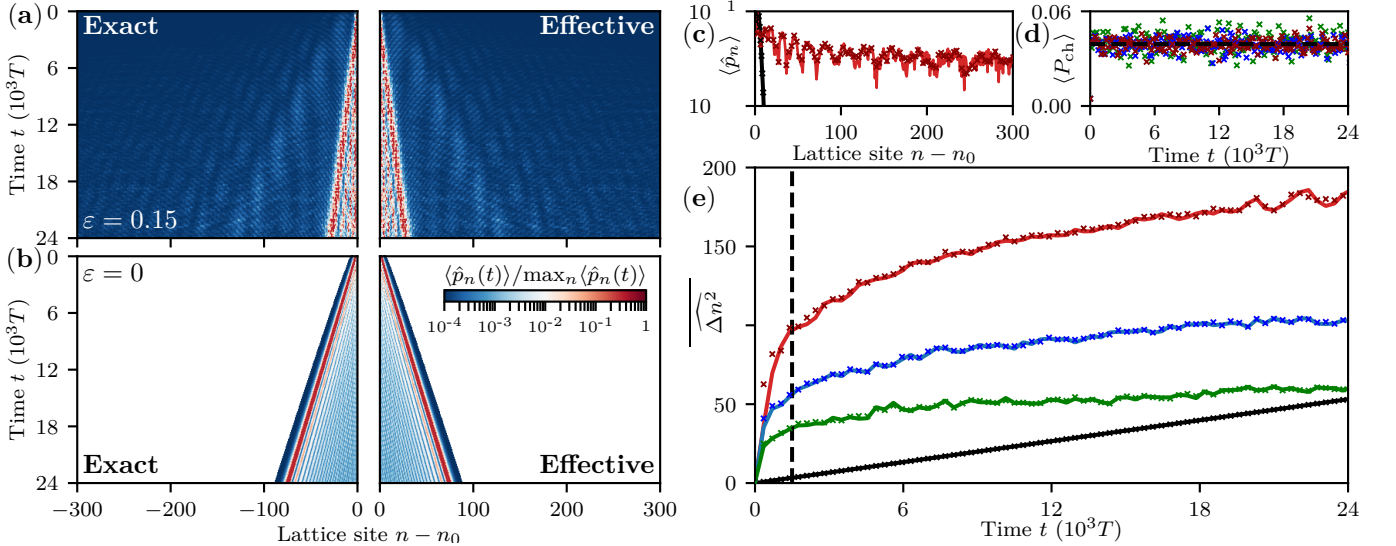 (a)
0
6
12
18
24
Time t (10³T)
Exact
Effective
ε = 0.15
(b)
0
6
12
18
24
Time t (10³T)
ε = 0
⟨p̂ₙ(t)⟩/maxₙ⟨p̂ₙ(t)⟩
10⁻⁴ 10⁻³ 10⁻² 10⁻¹ 1
Exact
Effective
−300 −200 −100 0 100 200 300
Lattice site n − n₀
(c)
10
1
10
⟨p̂ₙ⟩
0 100 200 300
Lattice site n − n₀
(d)
0.06
0.00
⟨P_ch⟩
0 6 12 18 24
Time t (10³T)
(e)
200
150
100
50
0
Δn²
0 6 12 18 24
Time t (10³T)